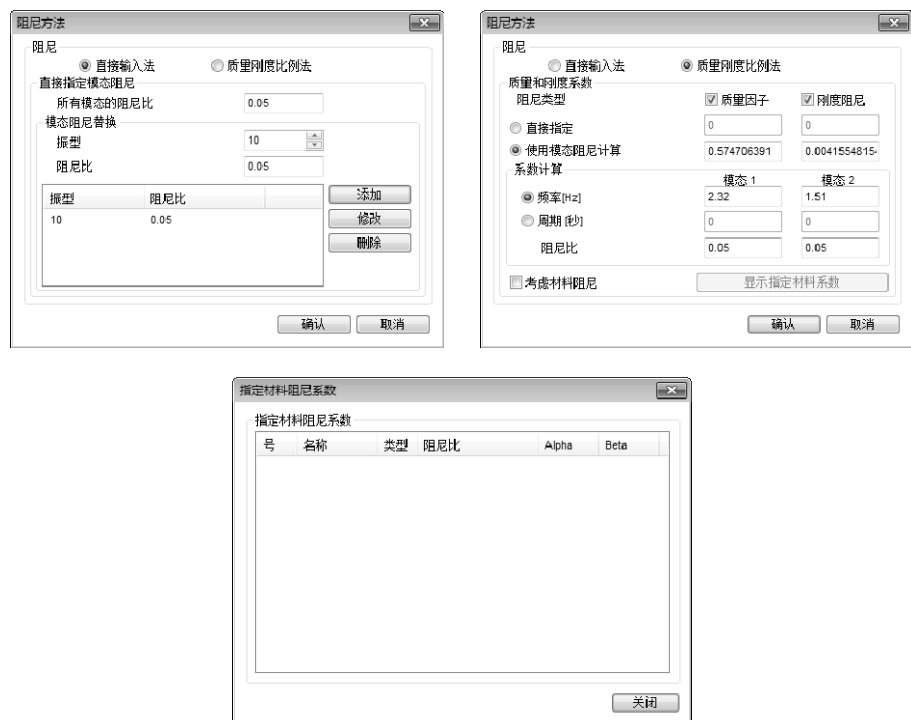 阻尼方法
阻尼
直接输入法 质量刚度比例法
直接指定模态阻尼
所有模态的阻尼比 0.05
模态阻尼替换
振型 10
阻尼比 0.05
振型 阻尼比
10 0.05
添加
修改
删除
确认 取消
阻尼方法
阻尼
直接输入法 质量刚度比例法
质量和刚度系数
阻尼类型 质量因子 刚度阻尼
直接指定 0 0
使用模态阻尼计算 0.574706391 0.0041554815
系数计算
模态 1 模态 2
频率[Hz] 2.32 1.51
周期 [秒] 0 0
阻尼比 0.05 0.05
考虑材料阻尼 显示指定材料系数
确认 取消
指定材料阻尼系数
指定材料阻尼系数
号 名称 类型 阻尼比 Alpha Beta
关闭